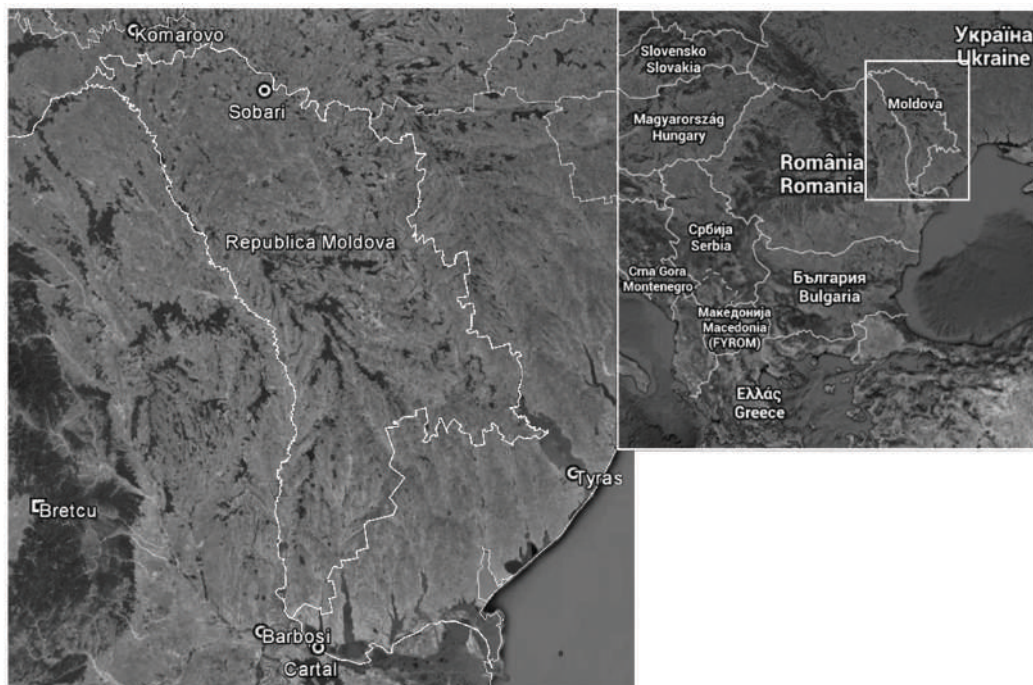 Komarovo
Sobari
Republica Moldova
Tyras
Bretcu
Barboși
Cartal
Україна
Ukraine
Slovensko
Slovakia
Moldova
Magyarország
Hungary
România
Romania
Србија
Serbia
Crna Gora
Montenegro
България
Bulgaria
Македонија
Macedonia
(FYROM)
Ελλάς
Greece